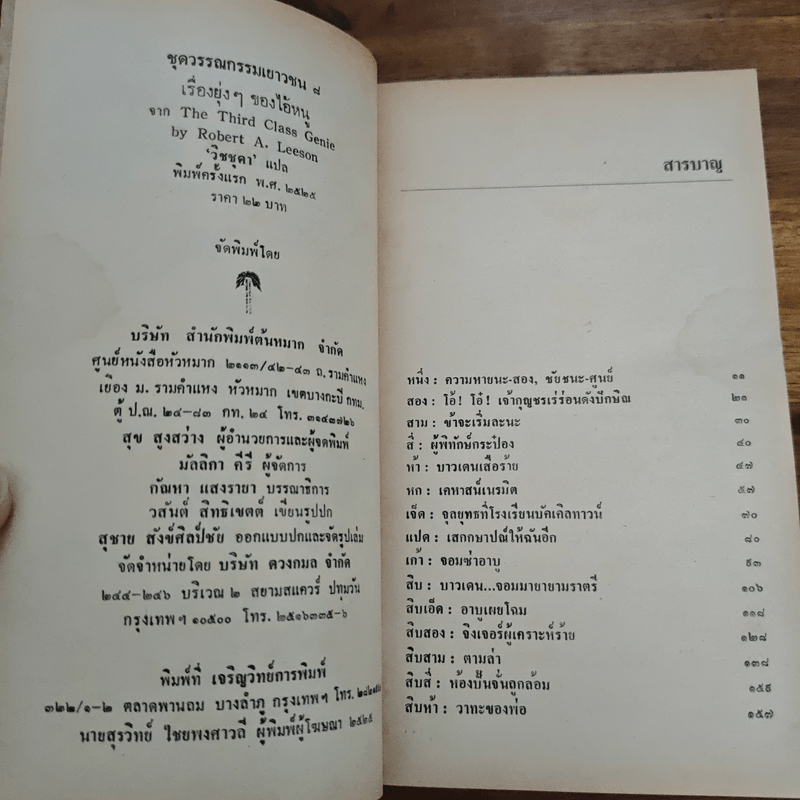 ชุดวรรณกรรมเยาวชน ๘
เรื่องยุ่งๆ ของไอ้หนู
จาก The Third Class Genie
by Robert A. Leeson
'วิชชุดา' แปล
พิมพ์ครั้งแรก พ.ศ. ๒๕๒๕
ราคา ๒๒ บาท
จัดพิมพ์โดย
บริษัท สำนักพิมพ์ต้นหมาก จำกัด
ศูนย์หนังสือหัวหมาก ๒๑๑๓/๔๒-๔๓ ถ.รามคำแหง
เยื้อง ม. รามคำแหง หัวหมาก เขตบางกะปิ กทม.
ตู้ ป.ณ. ๒๔-๘๓ กท. ๒๔ โทร. ๓๑๔๓๗๒๖
สุข สูงสว่าง ผู้อำนวยการและผู้จัดพิมพ์
มัลลิกา คีรี ผู้จัดการ
กัณหา แสงรายา บรรณาธิการ
วสันต์ สิทธิเขตต์ เขียนรูปปก
สุชาย สังข์ศิลป์ชัย ออกแบบปกและจัดรูปเล่ม
จัดจำหน่ายโดย บริษัท ดวงกมล จำกัด
๒๔๔-๒๔๖ บริเวณ ๒ สยามสแควร์ ปทุมวัน
กรุงเทพฯ ๑๐๕๐๐ โทร. ๒๕๑๖๓๓๕-๖
พิมพ์ที่ เจริญวิทย์การพิมพ์
๓๒๒/๑-๒ ตลาดพานถม บางลำภู กรุงเทพฯ โทร.
นายสุรวิทย์ ไชยพงศาวลี ผู้พิมพ์ผู้โฆษณา ๒๕๒๕
สารบาญ
หนึ่ง : ความหายนะ-สอง, ชัยชนะ-ศูนย์ ๑๑
สอง : โอ้! โอ๋! เจ้ากุญชรเร่ร่อนดังปักษิณ ๒๑
สาม : ข้าจะเริ่มละนะ ๓๐
สี่ : ผู้พิทักษ์กระป๋อง ๔๐
ห้า : บาวเดนเสือร้าย ๔๗
หก : เคหาสน์เนรมิต ๕๗
เจ็ด : จุลยุทธที่โรงเรียนบัคเคิลทาวน์ ๗๐
แปด : เสกกษาปณ์ให้ฉันอีก ๘๐
เก้า : จอมซ่าอาบู ๙๓
สิบ : บาวเดน...จอมมายายามราตรี ๑๐๖
สิบเอ็ด : อาบูเผยโฉม ๑๑๘
สิบสอง : จิงเจอร์ผู้เคราะห์ร้าย ๑๒๘
สิบสาม : ตามล่า ๑๓๘
สิบสี่ : ห้องปั้นจั่นถูกล้อม ๑๕๑
สิบห้า : วาทะของพ่อ ๑๕๗